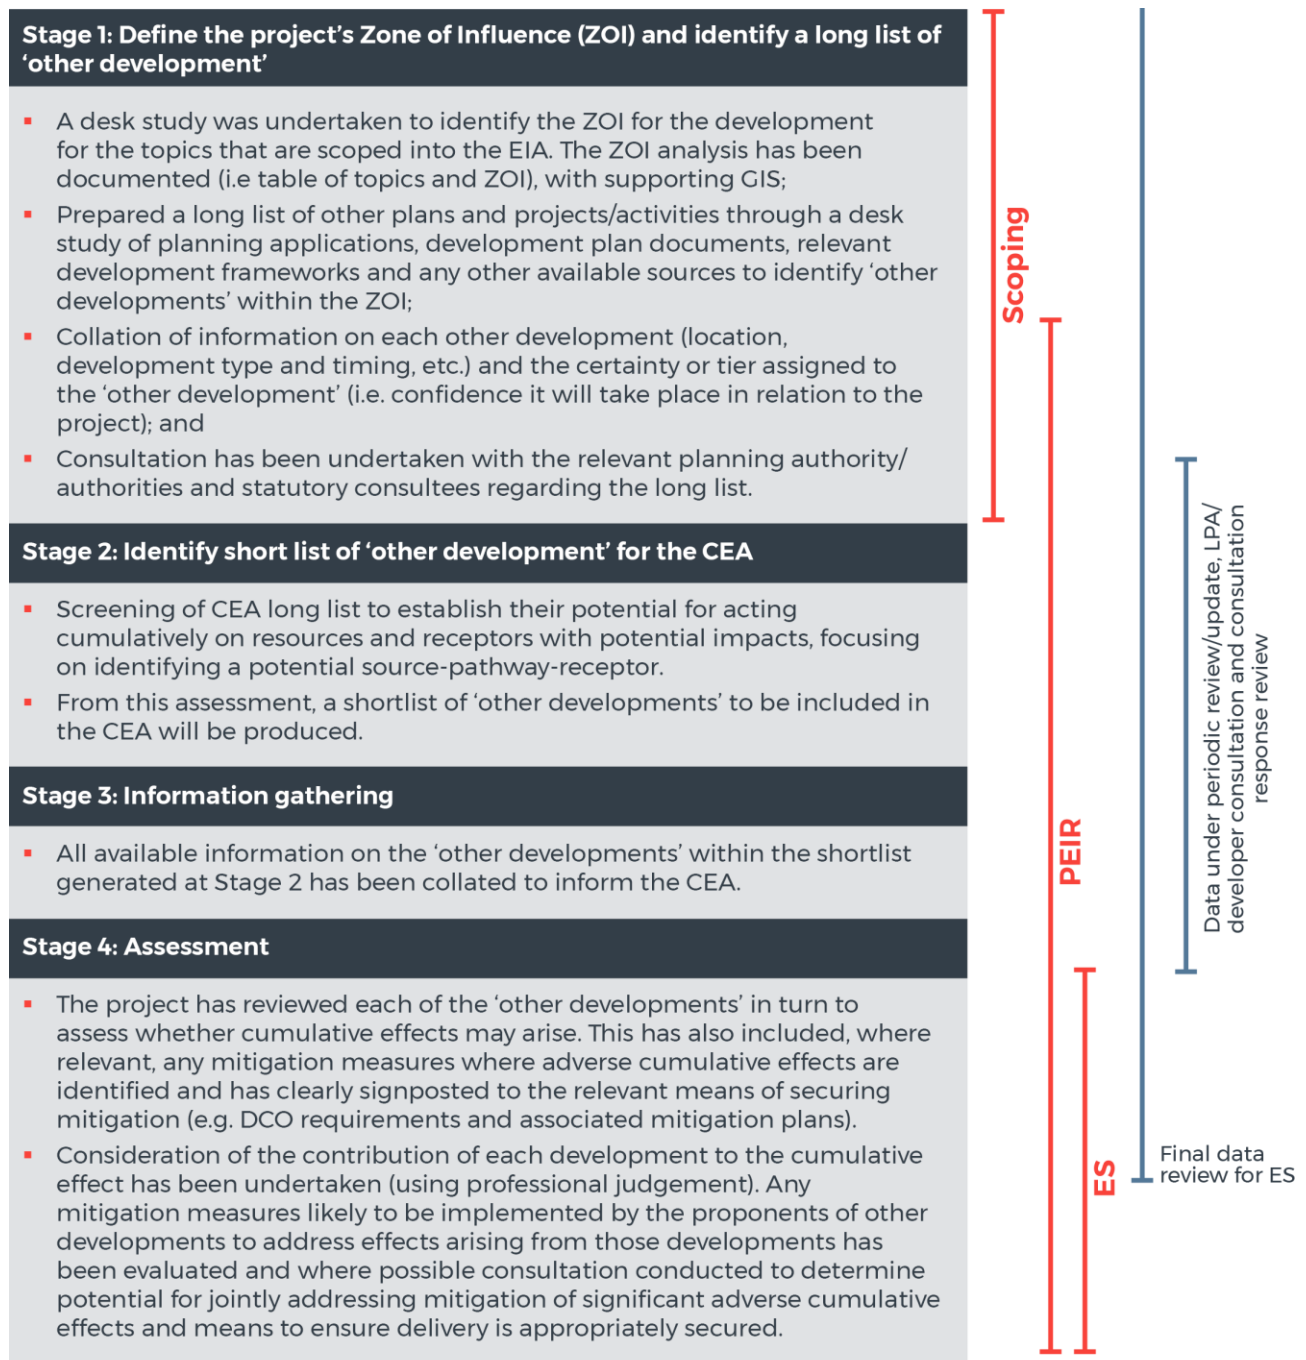 Stage 1: Define the project’s Zone of Influence (ZOI) and identify a long list of
‘other development’
▪ A desk study was undertaken to identify the ZOI for the development
for the topics that are scoped into the EIA. The ZOI analysis has been
documented (i.e table of topics and ZOI), with supporting GIS;
▪ Prepared a long list of other plans and projects/activities through a desk
study of planning applications, development plan documents, relevant
development frameworks and any other available sources to identify ‘other
developments’ within the ZOI;
▪ Collation of information on each other development (location,
development type and timing, etc.) and the certainty or tier assigned to
the ‘other development’ (i.e. confidence it will take place in relation to the
project); and
▪ Consultation has been undertaken with the relevant planning authority/
authorities and statutory consultees regarding the long list.
Stage 2: Identify short list of ‘other development’ for the CEA
▪ Screening of CEA long list to establish their potential for acting
cumulatively on resources and receptors with potential impacts, focusing
on identifying a potential source-pathway-receptor.
▪ From this assessment, a shortlist of ‘other developments’ to be included in
the CEA will be produced.
Stage 3: Information gathering
▪ All available information on the ‘other developments’ within the shortlist
generated at Stage 2 has been collated to inform the CEA.
Stage 4: Assessment
▪ The project has reviewed each of the ‘other developments’ in turn to
assess whether cumulative effects may arise. This has also included, where
relevant, any mitigation measures where adverse cumulative effects are
identified and has clearly signposted to the relevant means of securing
mitigation (e.g. DCO requirements and associated mitigation plans).
▪ Consideration of the contribution of each development to the cumulative
effect has been undertaken (using professional judgement). Any
mitigation measures likely to be implemented by the proponents of other
developments to address effects arising from those developments has
been evaluated and where possible consultation conducted to determine
potential for jointly addressing mitigation of significant adverse cumulative
effects and means to ensure delivery is appropriately secured.
Scoping
PEIR
ES
Data under periodic review/update, LPA/
developer consultation and consultation
response review
Final data
review for ES